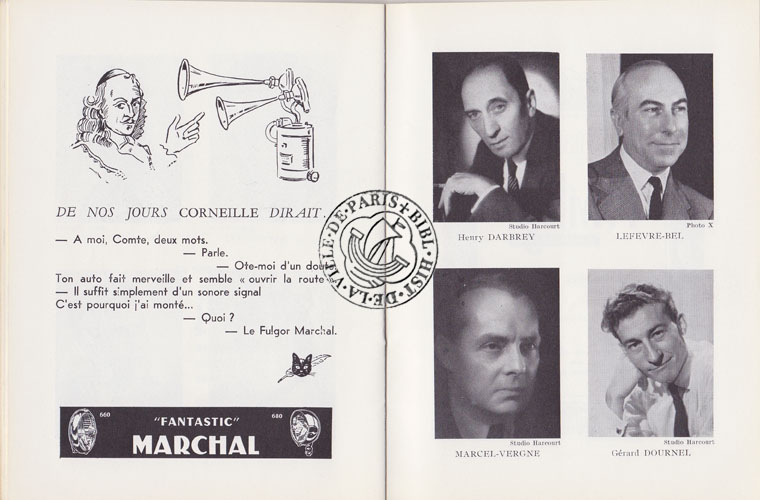 DE NOS JOURS CORNEILLE DIRAIT...
— A moi, Comte, deux mots.
— Parle.
— Ote-moi d'un doute
Ton auto fait merveille et semble « ouvrir la route »
— Il suffit simplement d'un sonore signal
C'est pourquoi j'ai monté...
— Quoi ?
— Le Fulgor Marchal.
660
"FANTASTIC"
680
MARCHAL
Studio Harcourt
Henry DARBREY
Photo X
LEFEVRE-BEL
Studio Harcourt
MARCEL-VERGNE
Studio Harcourt
Gérard DOURNEL
BIBL. HIST. DE LA VILLE DE PARIS